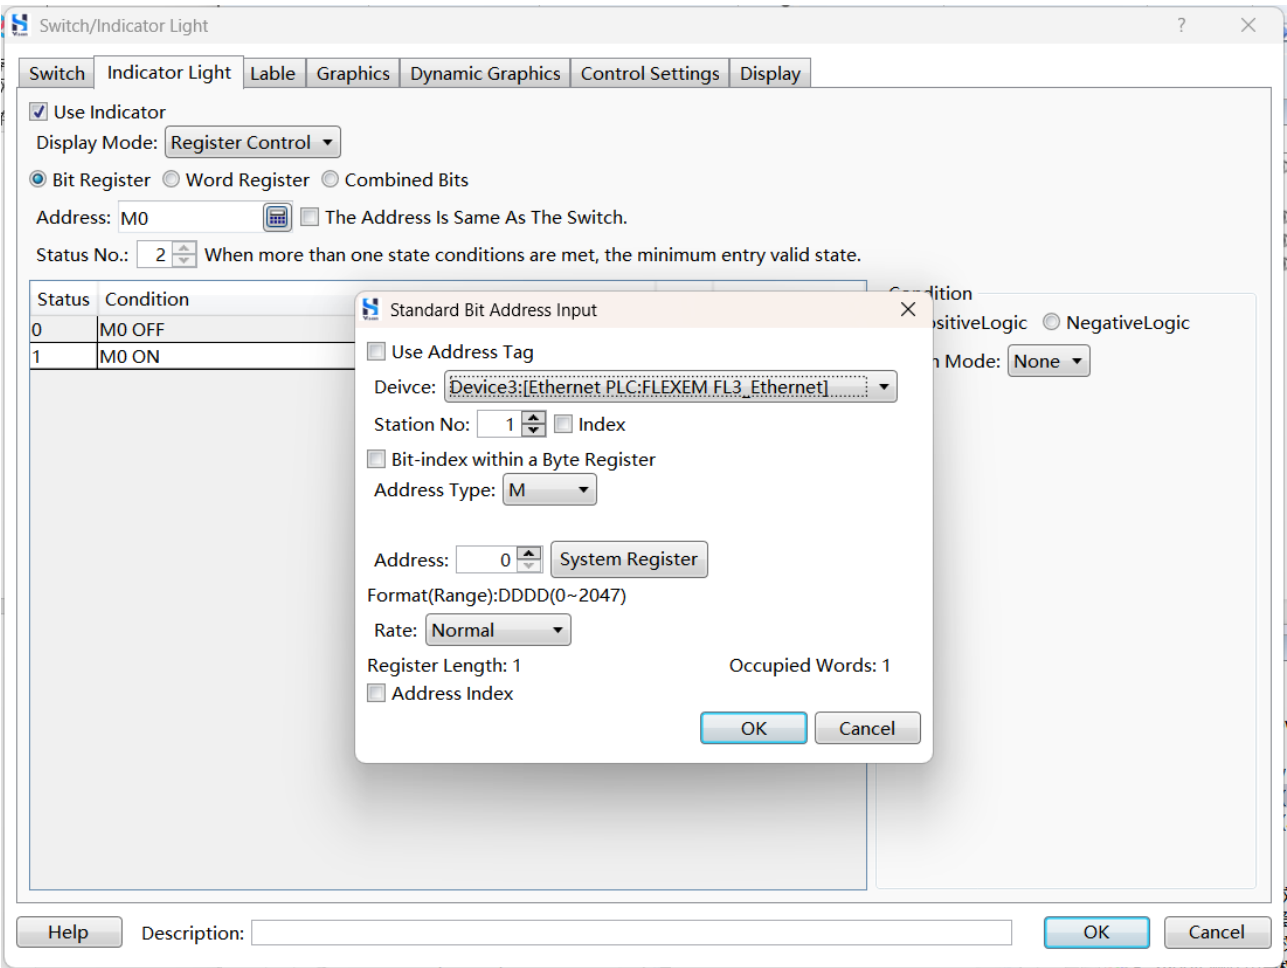 Switch/Indicator Light
Switch Indicator Light Lable Graphics Dynamic Graphics Control Settings Display
Use Indicator
Display Mode: Register Control
Bit Register Word Register Combined Bits
Address: M0 The Address Is Same As The Switch.
Status No.: 2 When more than one state conditions are met, the minimum entry valid state.
Status Condition
0 M0 OFF
1 M0 ON
NegativeLogic
Mode: None
Standard Bit Address Input
Use Address Tag
Deivce: Device3:[Ethernet PLC:FLEXEM FL3_Ethernet]
Station No: 1 Index
Bit-index within a Byte Register
Address Type: M
Address: 0 System Register
Format(Range):DDDD(0~2047)
Rate: Normal
Register Length: 1 Occupied Words: 1
Address Index
OK Cancel
Help Description: OK Cancel